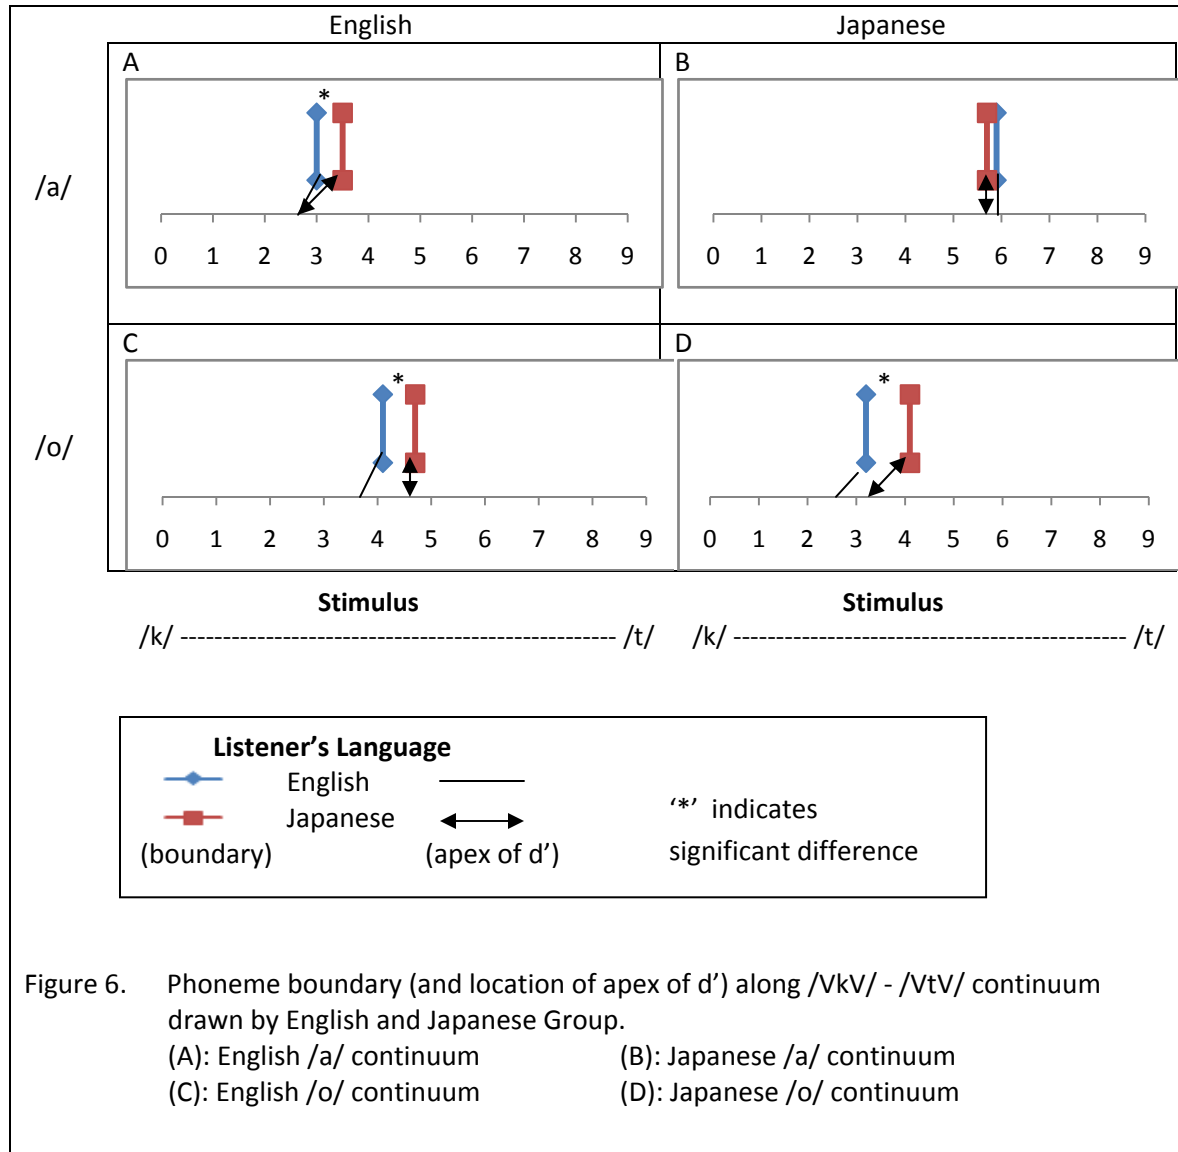 English Japanese
A B
*
/a/
0 1 2 3 4 5 6 7 8 9 0 1 2 3 4 5 6 7 8 9
C D
* *
/o/
0 1 2 3 4 5 6 7 8 9 0 1 2 3 4 5 6 7 8 9
Stimulus Stimulus
/k/ ------------------------------------------------- /t/ /k/ ------------------------------------------------- /t/
Listener's Language
English
Japanese
(boundary) (apex of d')
'*' indicates
significant difference
Figure 6. Phoneme boundary (and location of apex of d') along /VkV/ - /VtV/ continuum
drawn by English and Japanese Group.
(A): English /a/ continuum (B): Japanese /a/ continuum
(C): English /o/ continuum (D): Japanese /o/ continuum